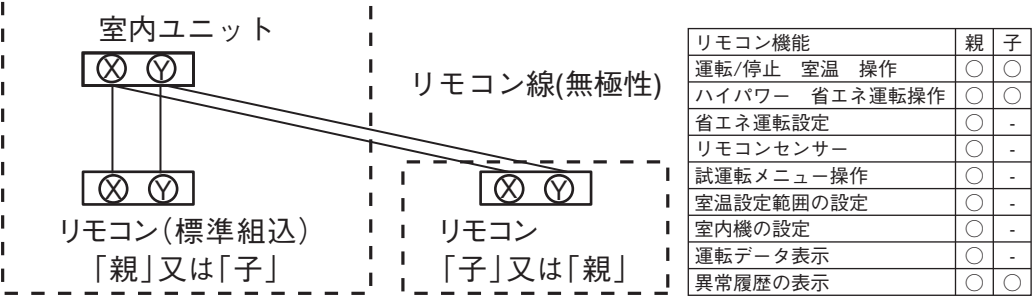 室内ユニット
X Y
X Y
リモコン(標準組込)
「親」又は「子」
リモコン線(無極性)
X Y
リモコン
「子」又は「親」
リモコン機能 親 子
運転/停止 室温 操作 ○ ○
ハイパワー 省エネ運転操作 ○ ○
省エネ運転設定 ○ -
リモコンセンサー ○ -
試運転メニュー操作 ○ -
室温設定範囲の設定 ○ -
室内機の設定 ○ -
運転データ表示 ○ -
異常履歴の表示 ○ ○